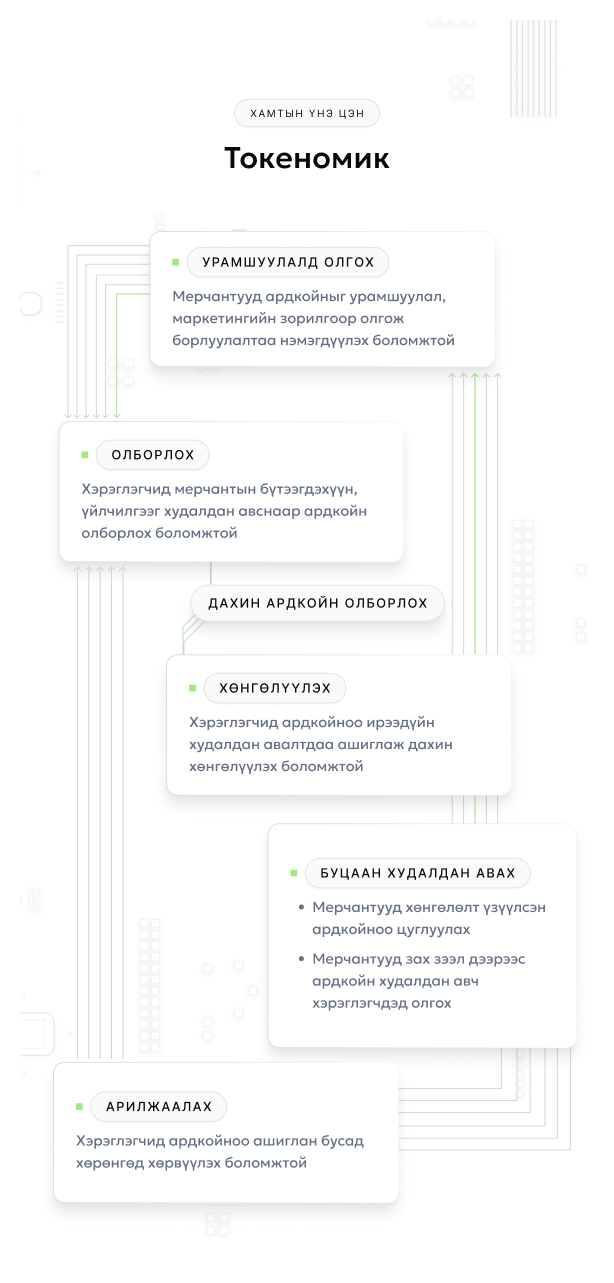 ХАМТЫН ҮНЭ ЦЭН
Токеномик
УРАМШУУЛАЛД ОЛГОХ
Мерчантууд ардкойныг урамшуулал,
маркетингийн зорилгоор олгож
борлуулалтаа нэмэгдүүлэх боломжтой
ОЛБОРЛОХ
Хэрэглэгчид мерчантын бүтээгдэхүүн,
үйлчилгээг худалдан авснаар ардкойн
олборлох боломжтой
ДАХИН АРДКОЙН ОЛБОРЛОХ
ХӨНГӨЛҮҮЛЭХ
Хэрэглэгчид ардкойноо ирээдүйн
худалдан авалтдаа ашиглаж дахин
хөнгөлүүлэх боломжтой
БУЦААН ХУДАЛДАН АВАХ
• Мерчантууд хөнгөлөлт үзүүлсэн
ардкойноо цуглуулах
• Мерчантууд зах зээл дээрээс
ардкойн худалдан авч
хэрэглэгчдэд олгох
АРИЛЖААЛАХ
Хэрэглэгчид ардкойноо ашиглан бусад
хөрөнгөд хөрвүүлэх боломжтой